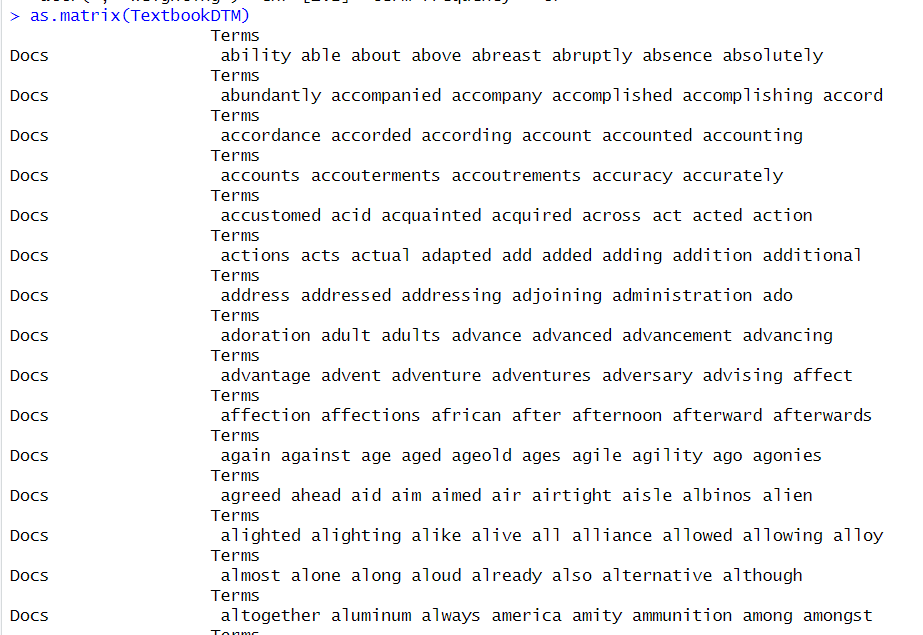 > as.matrix(TextbookDTM)
Terms
Docs ability able about above abreast abruptly absence absolutely
Terms
Docs abundantly accompanied accompany accomplished accomplishing accord
Terms
Docs accordance accorded according account accounted accounting
Terms
Docs accounts accouterments accoutrements accuracy accurately
Terms
Docs accustomed acid acquainted acquired across act acted action
Terms
Docs actions acts actual adapted add added adding addition additional
Terms
Docs address addressed addressing adjoining administration ado
Terms
Docs adoration adult adults advance advanced advancement advancing
Terms
Docs advantage advent adventure adventures adversary advising affect
Terms
Docs affection affections african after afternoon afterward afterwards
Terms
Docs again against age aged ageold ages agile agility ago agonies
Terms
Docs agreed ahead aid aim aimed air airtight aisle albinos alien
Terms
Docs alighted alighting alike alive all alliance allowed allowing alloy
Terms
Docs almost alone along aloud already also alternative although
Terms
Docs altogether aluminum always america amity ammunition among amongst
Terms